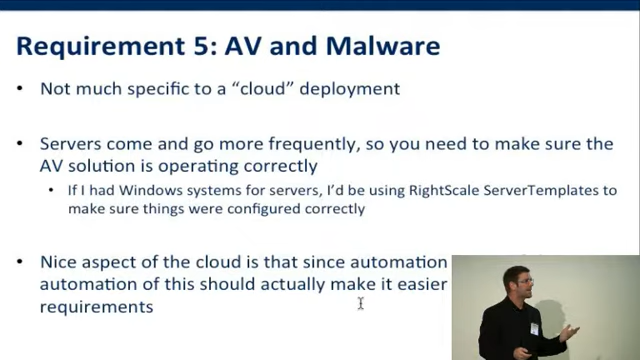 Requirement 5: AV and Malware
• Not much specific to a “cloud” deployment
• Servers come and go more frequently, so you need to make sure the
AV solution is operating correctly
• If I had Windows systems for servers, I’d be using RightScale ServerTemplates to
make sure things were configured correctly
• Nice aspect of the cloud is that since automation
automation of this should actually make it easier
requirements